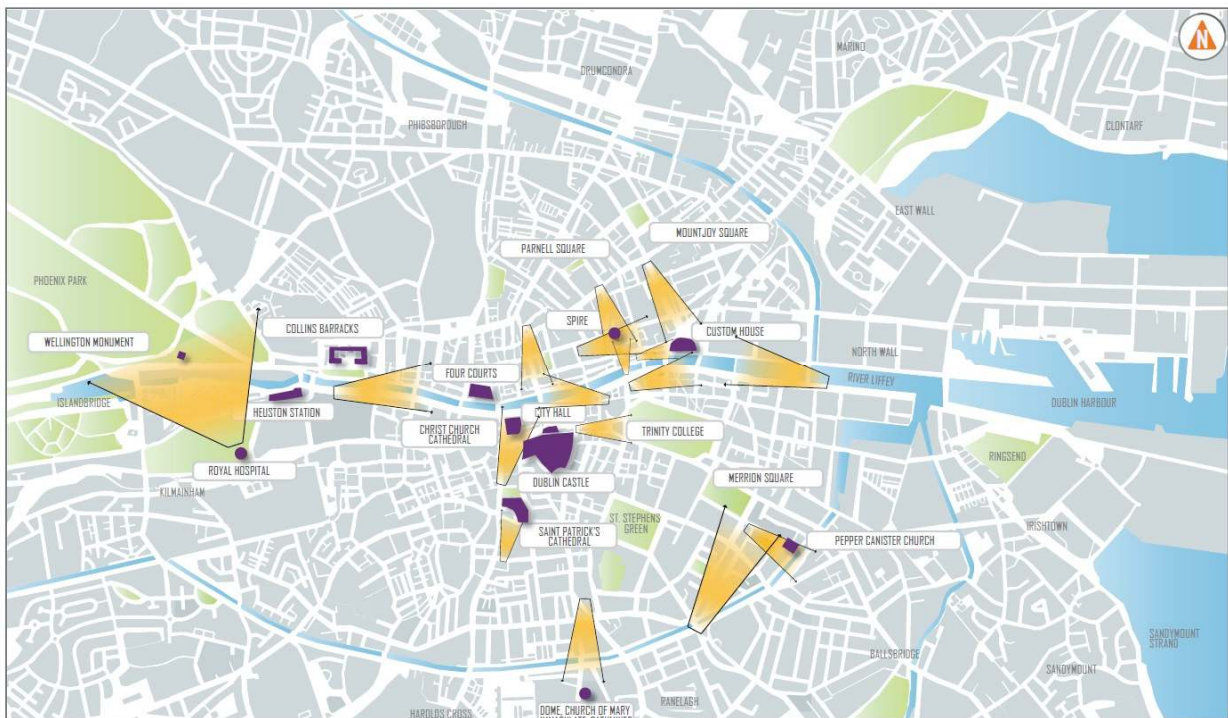 N
MARINO
DRUMCONDRA
PHIBSBOROUGH
CLONTARF
EAST WALL
MOUNTJOY SQUARE
PARNELL SQUARE
PHOENIX PARK
SPIRE
COLLINS BARRACKS
CUSTOM HOUSE
WELLINGTON MONUMENT
NORTH WALL
FOUR COURTS
RIVER LIFFEY
ISLANDBRIDGE
DUBLIN HARBOUR
HEUSTON STATION
CITY HALL
CHRIST CHURCH
CATHEDRAL
TRINITY COLLEGE
RINGSEND
ROYAL HOSPITAL
MERRION SQUARE
DUBLIN CASTLE
KILMAINHAM
ST. STEPHENS
GREEN
IRISHTOWN
SAINT PATRICK'S
CATHEDRAL
PEPPER CANISTER CHURCH
SANDYMOUNT
STRAND
BALLSBRIDGE
SANDYMOUNT
RANELAGH
HAROLDS CROSS
DOME, CHURCH OF MARY